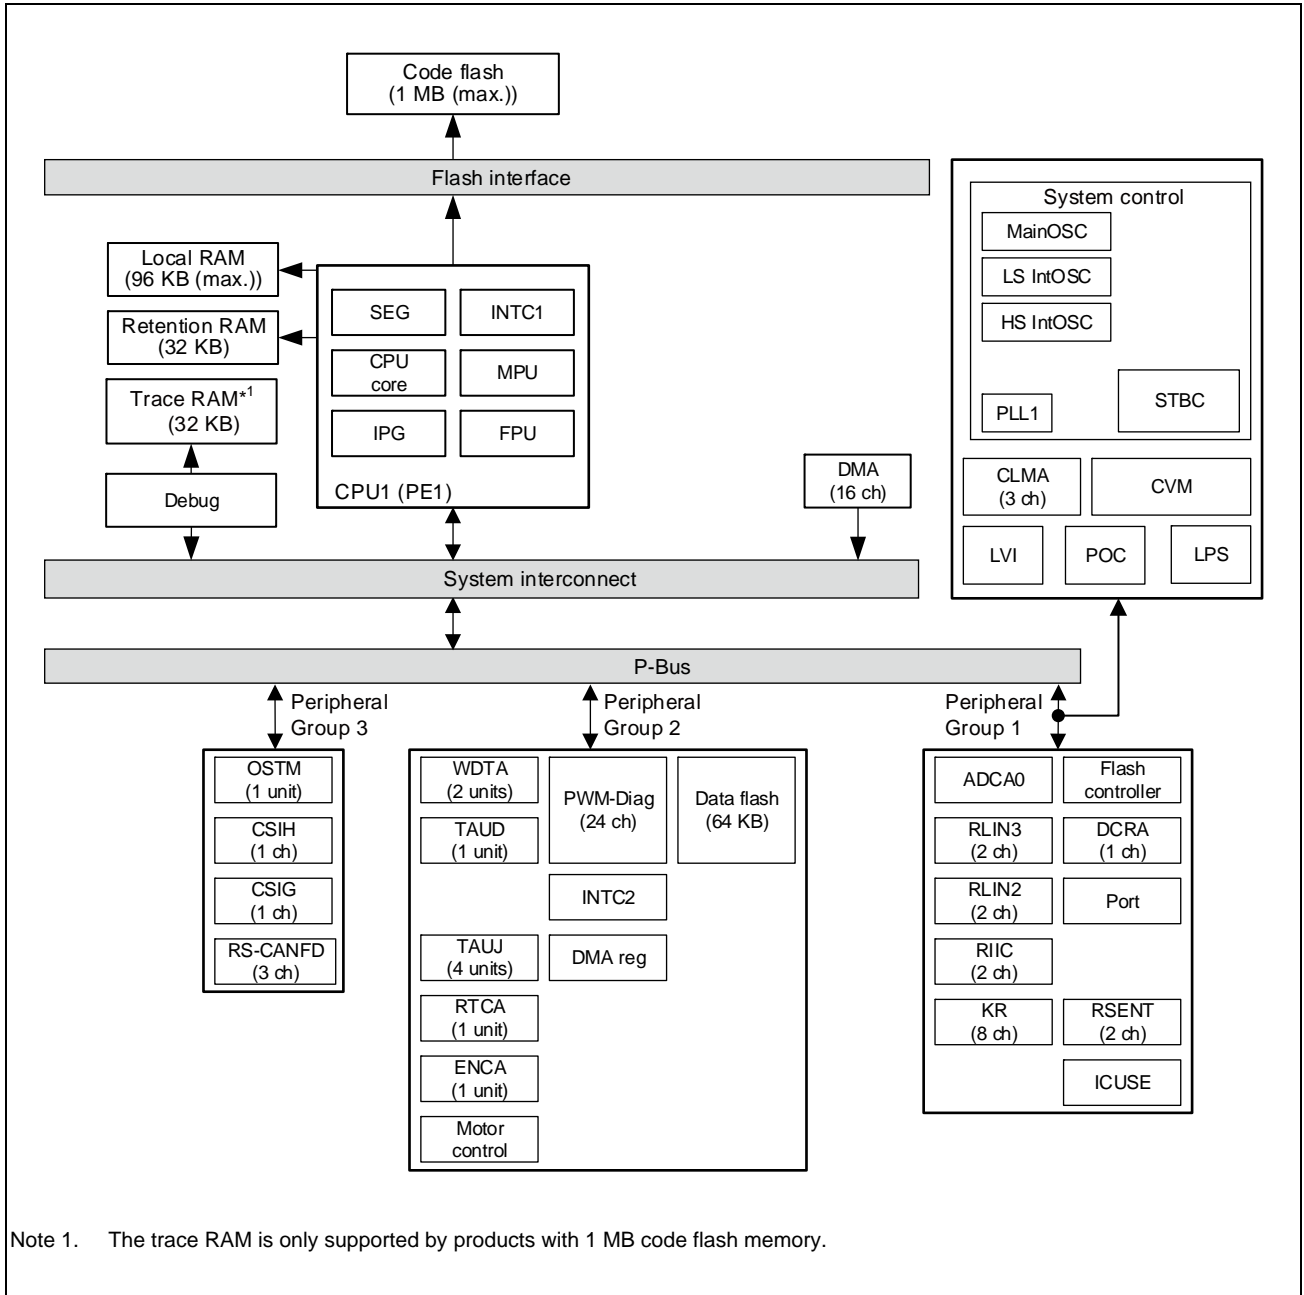 Code flash
(1 MB (max.))
Flash interface
Local RAM
(96 KB (max.))
Retention RAM
(32 KB)
Trace RAM*1
(32 KB)
Debug
SEG
INTC1
CPU
core
MPU
IPG
FPU
CPU1 (PE1)
DMA
(16 ch)
System control
MainOSC
LS IntOSC
HS IntOSC
PLL1
STBC
CLMA
(3 ch)
CVM
LVI
POC
LPS
System interconnect
P-Bus
Peripheral
Group 3
Peripheral
Group 2
Peripheral
Group 1
OSTM
(1 unit)
CSIH
(1 ch)
CSIG
(1 ch)
RS-CANFD
(3 ch)
WDTA
(2 units)
PWM-Diag
(24 ch)
Data flash
(64 KB)
TAUD
(1 unit)
INTC2
TAUJ
(4 units)
DMA reg
RTCA
(1 unit)
ENCA
(1 unit)
Motor
control
ADCA0
Flash
controller
RLIN3
(2 ch)
DCRA
(1 ch)
RLIN2
(2 ch)
Port
RIIC
(2 ch)
KR
(8 ch)
RSENT
(2 ch)
ICUSE
Note 1. The trace RAM is only supported by products with 1 MB code flash memory.